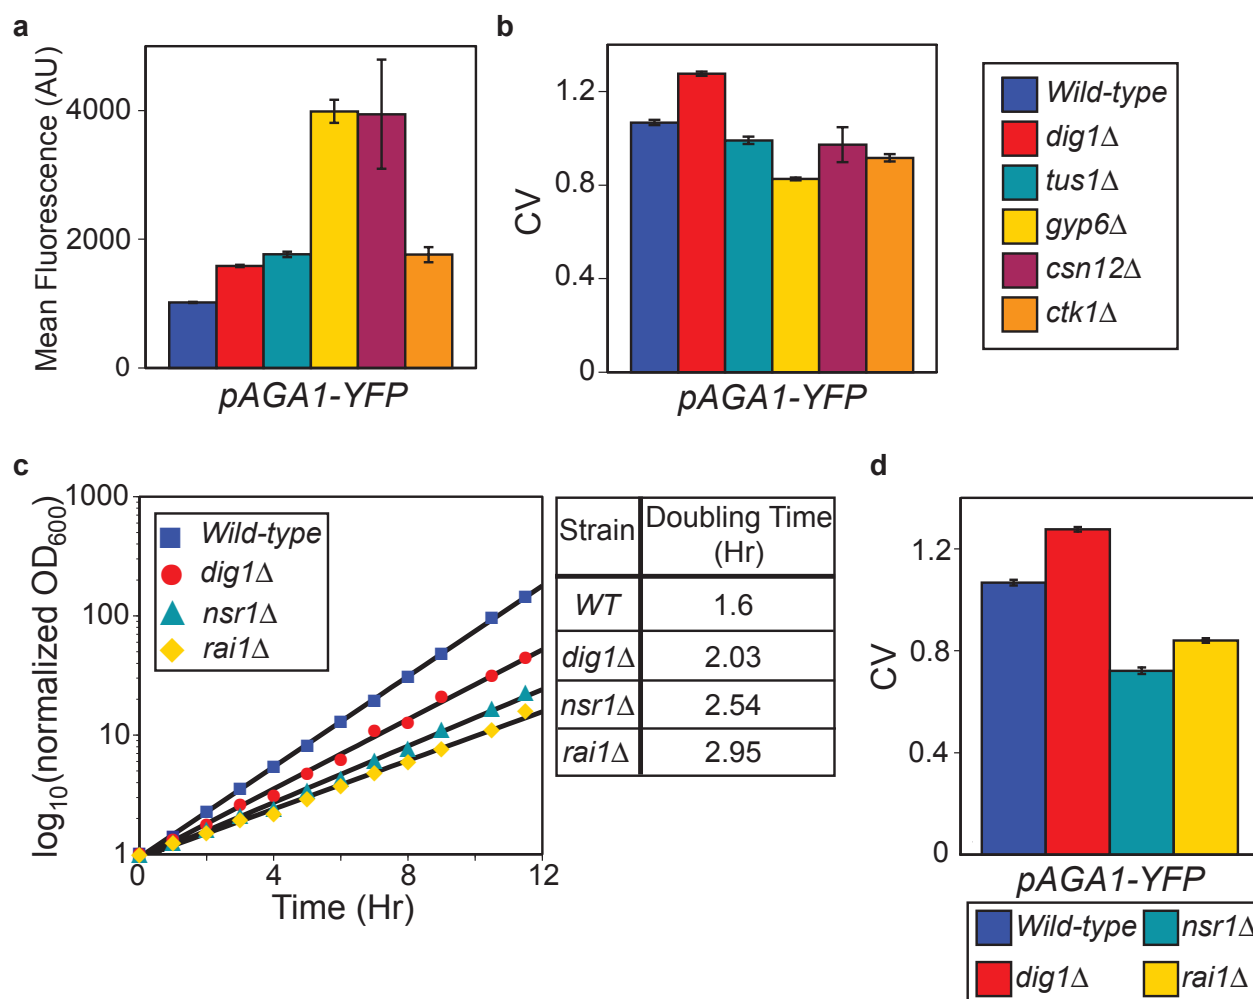 a
Mean Fluorescence (AU)
4000
2000
0
pAGA1-YFP
b
CV
1.2
0.8
0.4
0
pAGA1-YFP
Wild-type
dig1Δ
tus1Δ
gyp6Δ
csn12Δ
ctk1Δ
c
log10(normalized OD600)
1000
100
10
1
0 4 8 12
Time (Hr)
Wild-type
dig1Δ
nsr1Δ
rai1Δ
Strain Doubling Time
(Hr)
WT 1.6
dig1Δ 2.03
nsr1Δ 2.54
rai1Δ 2.95
d
CV
1.2
0.8
0.4
0
pAGA1-YFP
Wild-type nsr1Δ
dig1Δ rai1Δ